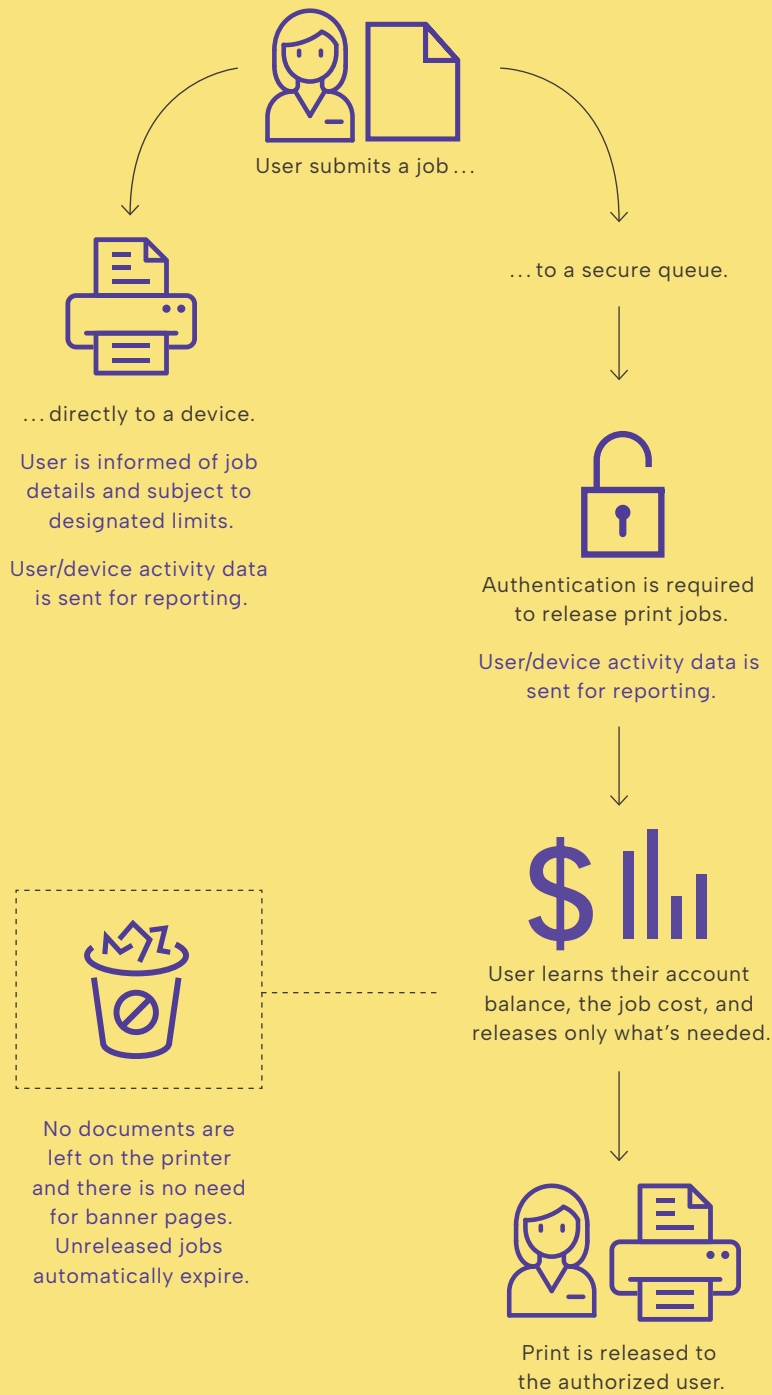 User submits a job ...
... directly to a device.
User is informed of job
details and subject to
designated limits.
User/device activity data
is sent for reporting.
... to a secure queue.
Authentication is required
to release print jobs.
User/device activity data is
sent for reporting.
$
User learns their account
balance, the job cost, and
releases only what's needed.
No documents are
left on the printer
and there is no need
for banner pages.
Unreleased jobs
automatically expire.
Print is released to
the authorized user.